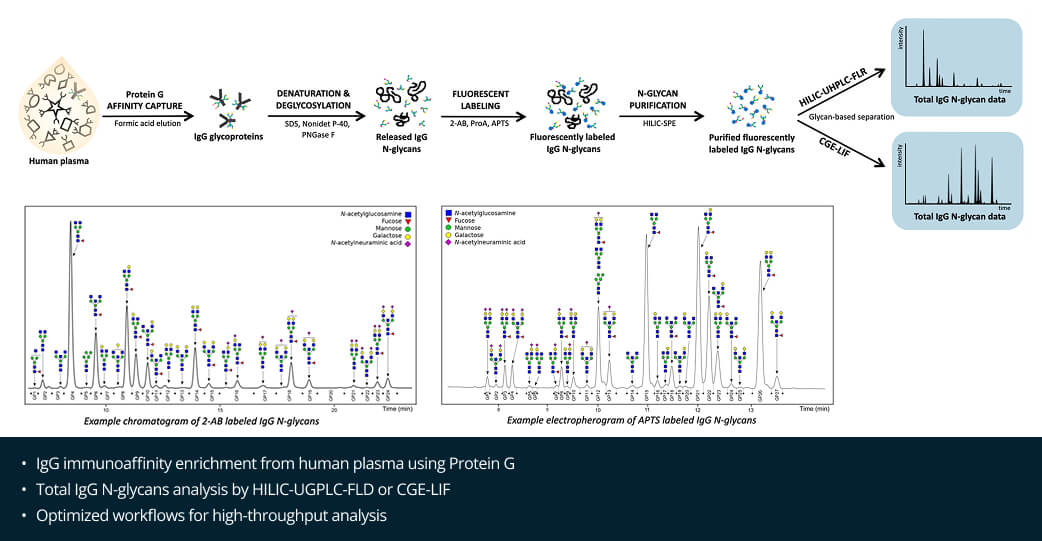 Protein G
AFFINITY CAPTURE
Formic acid elution
Human plasma
IgG glycoproteins
DENATURATION &
DEGLYCOSYLATION
SDS, Nonidet P-40,
PNGase F
Released IgG
N-glycans
FLUORESCENT
LABELING
2-AB, ProA, APTS
Fluorescently labeled
IgG N-glycans
N-GLYCAN
PURIFICATION
HILIC-SPE
Purified fluorescently
labeled IgG N-glycans
HILIC-UHPLC-FLR
Glycan-based separation
CGE-LIF
intensity
time
Total IgG N-glycan data
intensity
time
Total IgG N-glycan data
N-acetylglucosamine
Fucose
Mannose
Galactose
N-acetylneuraminic acid
10
15
20
Time (min)
Example chromatogram of 2-AB labeled IgG N-glycans
N-acetylglucosamine
Fucose
Mannose
Galactose
N-acetylneuraminic acid
10
11
12
13
Time (min)
Example electropherogram of APTS labeled IgG N-glycans
• IgG immunoaffinity enrichment from human plasma using Protein G
• Total IgG N-glycans analysis by HILIC-UGPLC-FLD or CGE-LIF
• Optimized workflows for high-throughput analysis